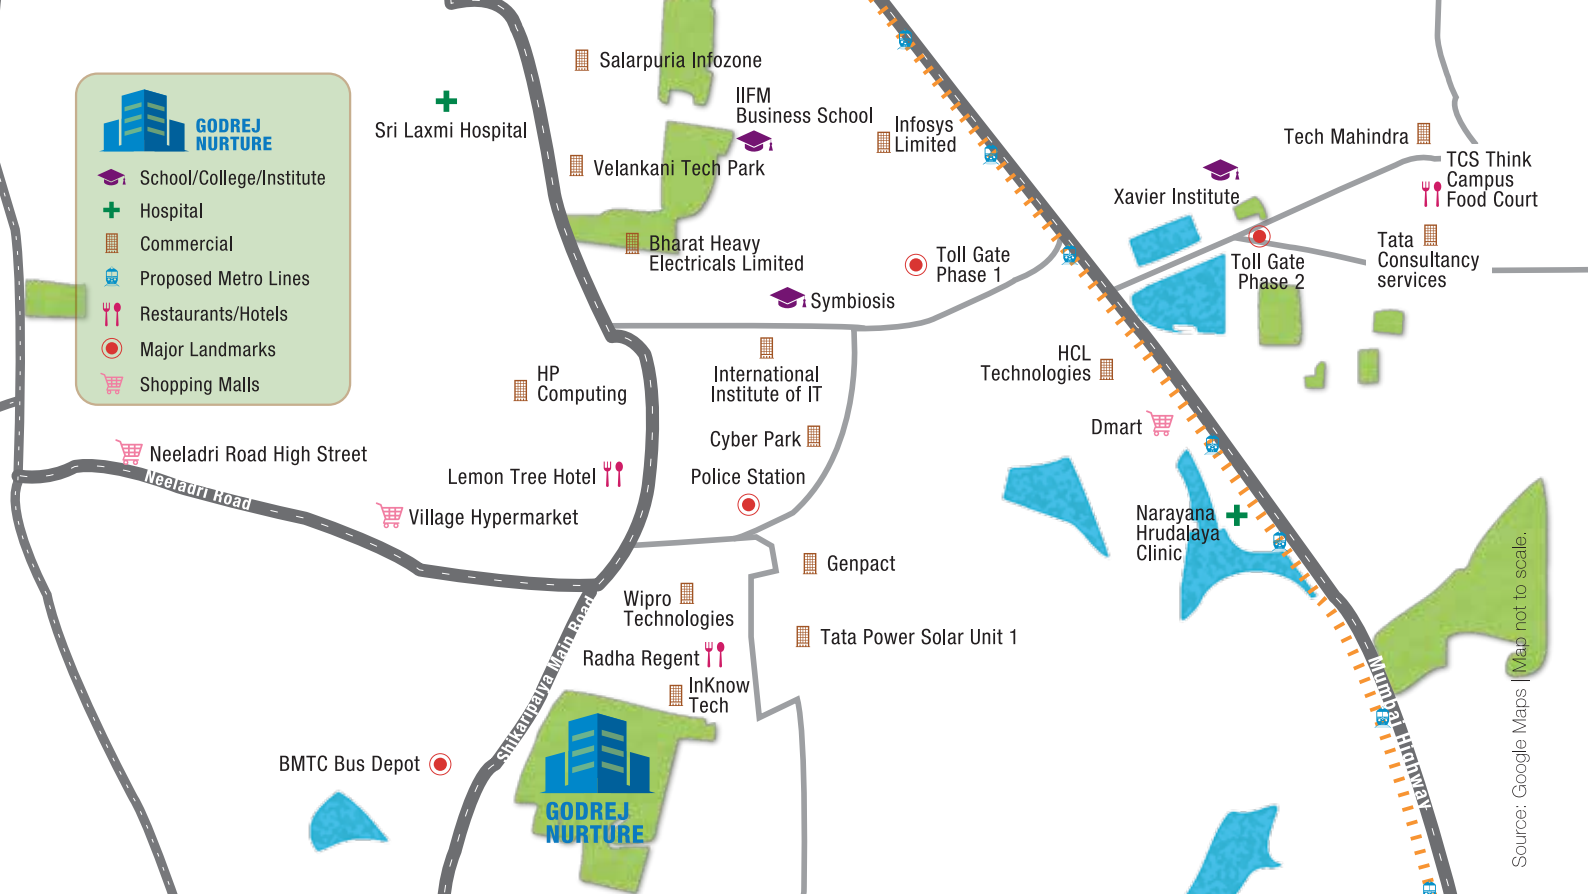 GODREJ
NURTURE
School/College/Institute
Hospital
Commercial
Proposed Metro Lines
Restaurants/Hotels
Major Landmarks
Shopping Malls
Sri Laxmi Hospital
Salarpuria Infozone
IIFM
Business School
Velankani Tech Park
Infosys
Limited
Bharat Heavy
Electricals Limited
Symbiosis
Toll Gate
Phase 1
Tech Mahindra
TCS Think
Campus
Food Court
Xavier Institute
Toll Gate
Phase 2
Tata
Consultancy
services
HP
Computing
International
Institute of IT
HCL
Technologies
Cyber Park
Dmart
Neeladri Road High Street
Neeladri Road
Lemon Tree Hotel
Police Station
Village Hypermarket
Narayana
Hrudalaya
Clinic
Genpact
Wipro
Technologies
Tata Power Solar Unit 1
Radha Regent
InKnow
Tech
Shikaripalya Main Road
BMTC Bus Depot
GODREJ
NURTURE
Mumbai Highway
Source: Google Maps | Map not to scale.